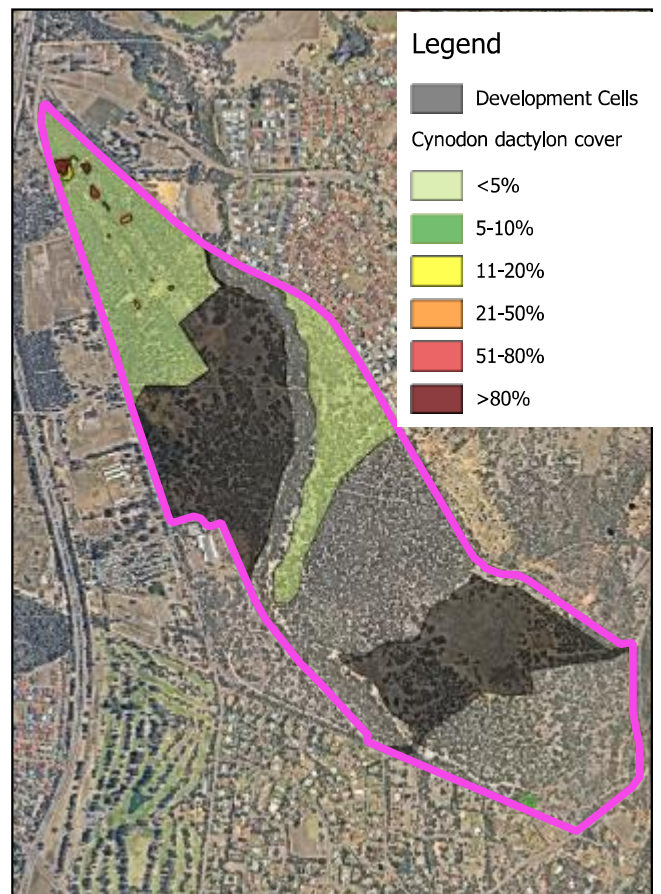 Legend
Development Cells
Cynodon dactylon cover
<5%
5-10%
11-20%
21-50%
51-80%
>80%